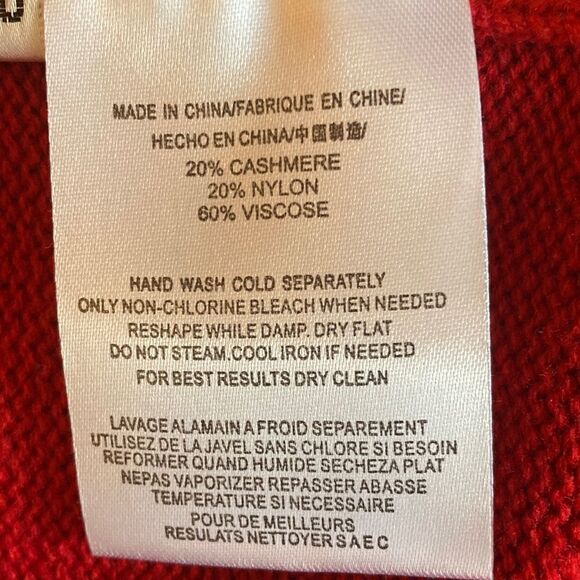 MADE IN CHINA/FABRIQUE EN CHINE/
HECHO EN CHINA/中国制造/
20% CASHMERE
20% NYLON
60% VISCOSE
HAND WASH COLD SEPARATELY
ONLY NON-CHLORINE BLEACH WHEN NEEDED
RESHAPE WHILE DAMP. DRY FLAT
DO NOT STEAM.COOL IRON IF NEEDED
FOR BEST RESULTS DRY CLEAN
LAVAGE ALAMAIN A FROID SEPAREMENT
UTILISEZ DE LA JAVEL SANS CHLORE SI BESOIN
REFORMER QUAND HUMIDE SECHEZA PLAT
NEPAS VAPORIZER REPASSER ABASSE
TEMPERATURE SI NECESSAIRE
POUR DE MEILLEURS
RESULATS NETTOYER S A E C